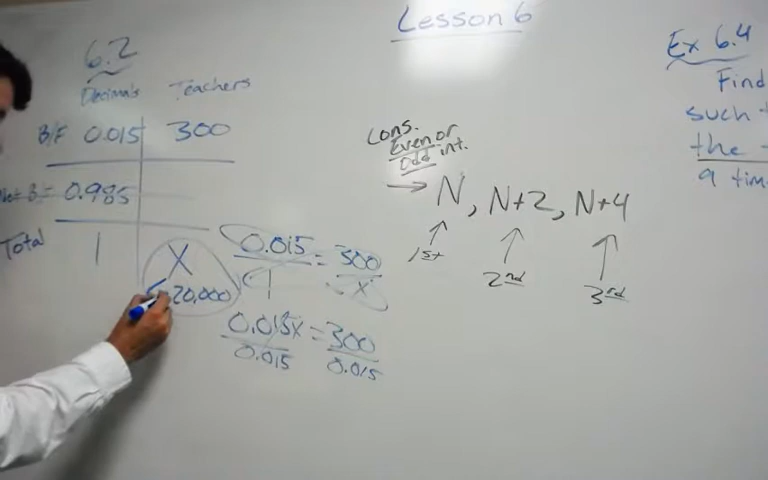 Lesson 6
6.2
Decimals Teachers
B/F 0.015 300
0.985
Total 1 X
20,000
0.015 = 300
1 x
0.015x = 300
0.015 0.015
Cons.
Even or
Odd int.
→ N, N+2, N+4
1st 2nd 3rd
Ex 6.4
Find
such
the
9 tim